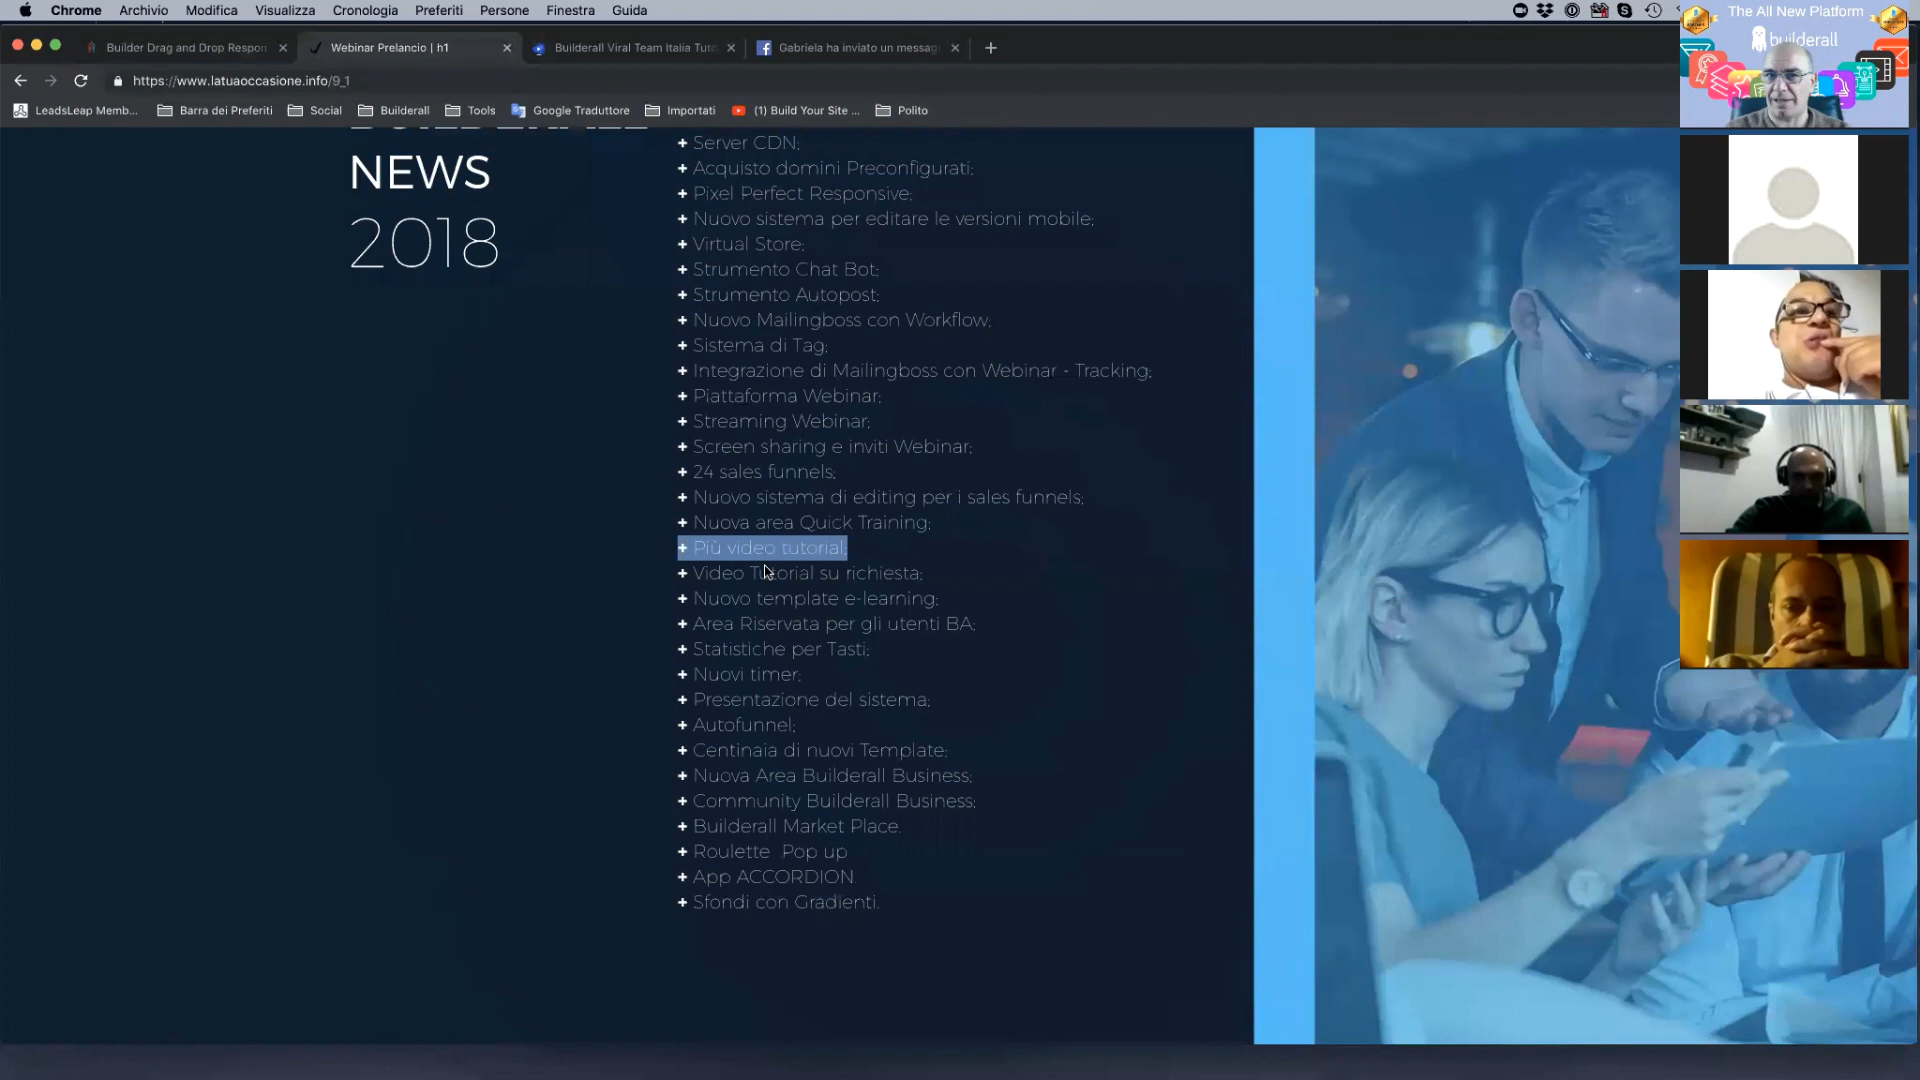 Chrome Archivio Modifica Visualizza Cronologia Preferiti Persone Finestra Guida
Builder Drag and Drop Respon
Webinar Prelancio | h1
Builderall Viral Team Italia Tuto
Gabriela ha inviato un messag
https://www.latuaoccasione.info/9_1
LeadsLeap Memb...
Barra dei Preferiti
Social
Builderall
Tools
Google Traduttore
Importati
(1) Build Your Site ...
Polito
The All New Platform
builderall
NEWS
2018
+ Server CDN;
+ Acquisto domini Preconfigurati;
+ Pixel Perfect Responsive;
+ Nuovo sistema per editare le versioni mobile;
+ Virtual Store;
+ Strumento Chat Bot;
+ Strumento Autopost;
+ Nuovo Mailingboss con Workflow;
+ Sistema di Tag;
+ Integrazione di Mailingboss con Webinar - Tracking;
+ Piattaforma Webinar;
+ Streaming Webinar;
+ Screen sharing e inviti Webinar;
+ 24 sales funnels;
+ Nuovo sistema di editing per i sales funnels;
+ Nuova area Quick Training;
+ Più video tutorial;
+ Video Tutorial su richiesta;
+ Nuovo template e-learning;
+ Area Riservata per gli utenti BA;
+ Statistiche per Tasti;
+ Nuovi timer;
+ Presentazione del sistema;
+ Autofunnel;
+ Centinaia di nuovi Template;
+ Nuova Area Builderall Business;
+ Community Builderall Business;
+ Builderall Market Place.
+ Roulette Pop up
+ App ACCORDION.
+ Sfondi con Gradienti.